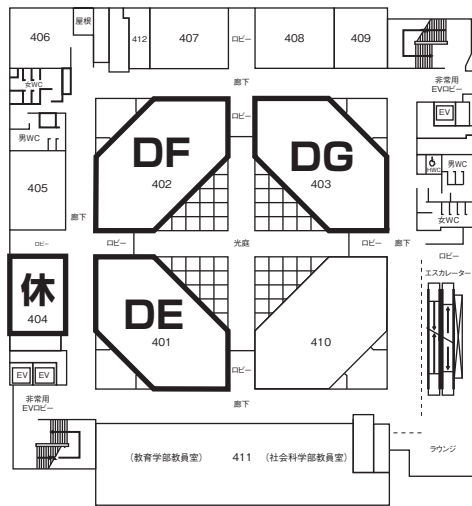 406
屋根
412
407
ロビー
408
409
女WC
廊下
非常用
EVロビー
EV
男WC
ロビー
DF
402
DG
403
HWC
男WC
405
女WC
廊下
ロビー
ロビー
光庭
ロビー
廊下
ロビー
エスカレーター
休
404
DE
401
410
EV
EV
ロビー
非常用
EVロビー
廊下
(教育学部教員室)
411
(社会科学部教員室)
ラウンジ